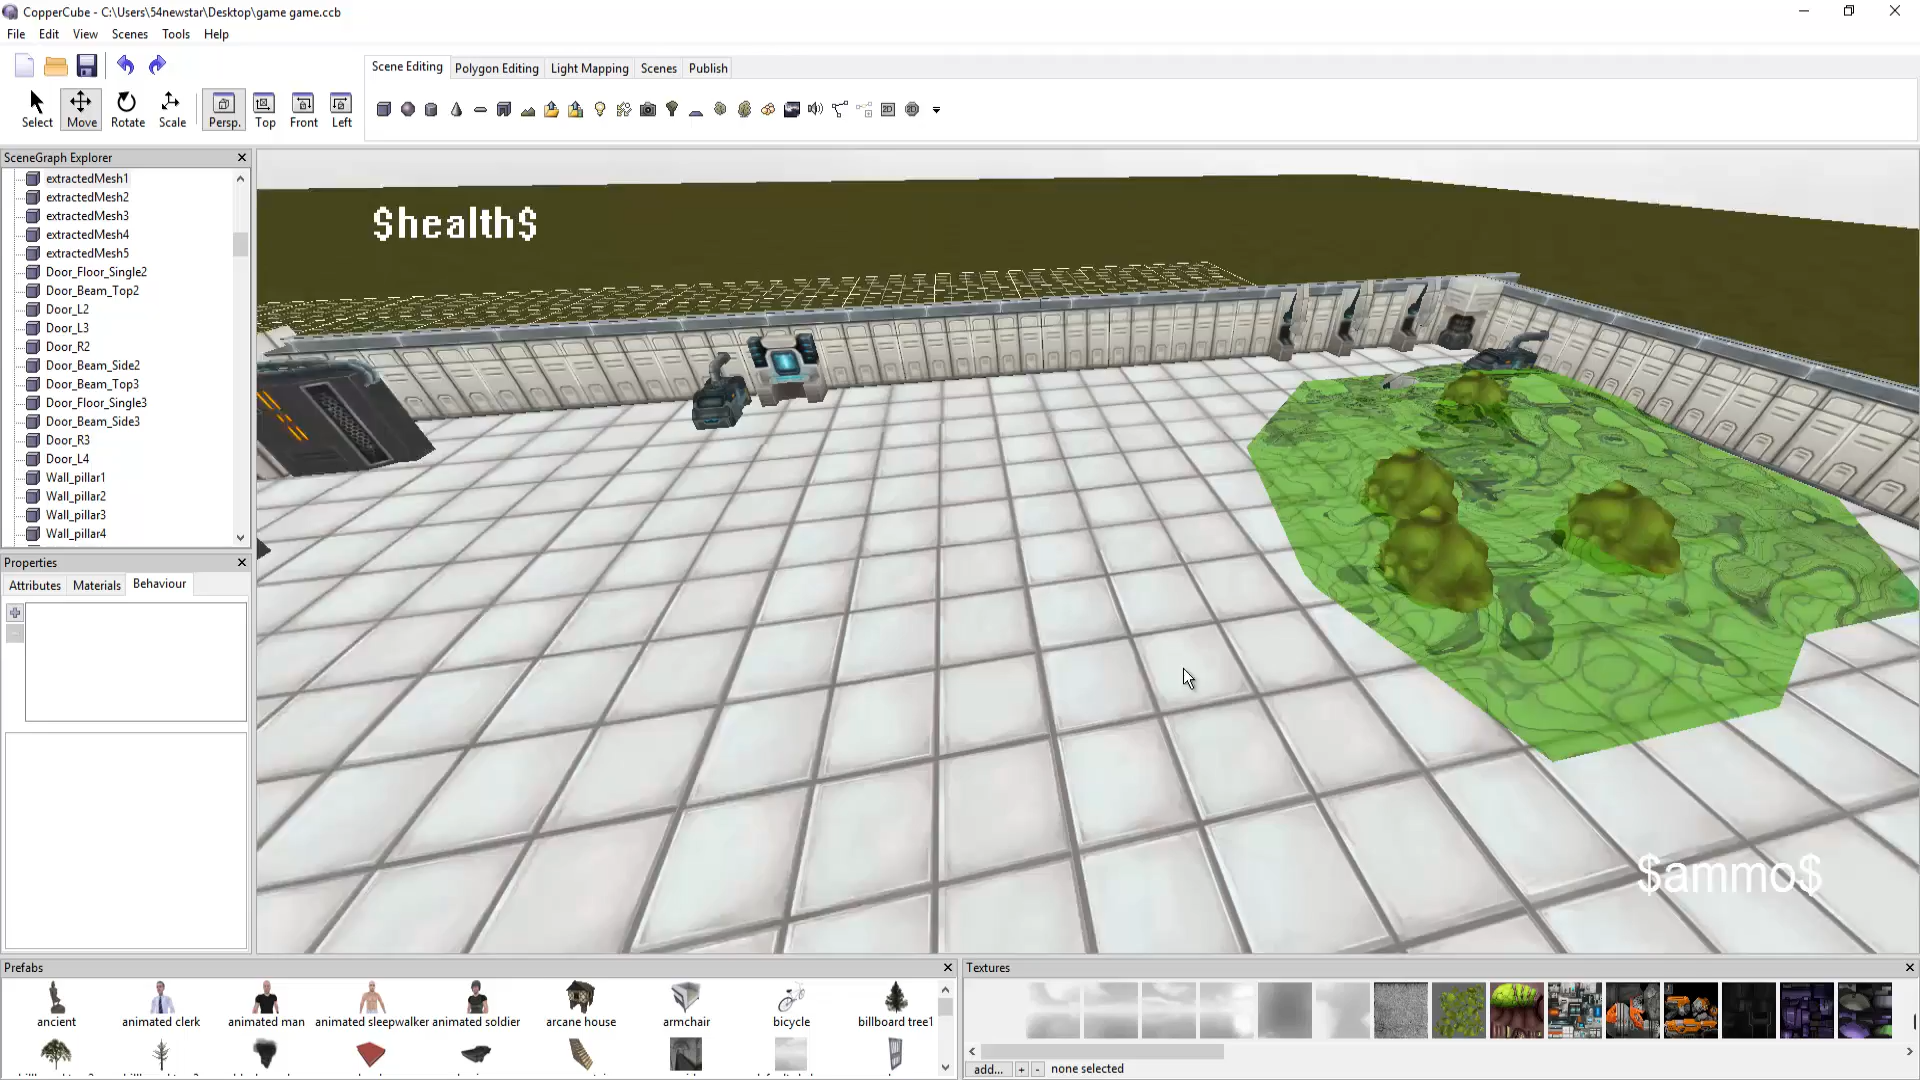 CopperCube - C:\Users\54newstar\Desktop\game game.ccb
File Edit View Scenes Tools Help
Scene Editing Polygon Editing Light Mapping Scenes Publish
Select Move Rotate Scale Persp. Top Front Left
SceneGraph Explorer
extractedMesh1
extractedMesh2
extractedMesh3
extractedMesh4
extractedMesh5
Door_Floor_Single2
Door_Beam_Top2
Door_L2
Door_L3
Door_R2
Door_Beam_Side2
Door_Beam_Top3
Door_Floor_Single3
Door_Beam_Side3
Door_R3
Door_L4
Wall_pillar1
Wall_pillar2
Wall_pillar3
Wall_pillar4
$health$
$ammo$
Properties
Attributes Materials Behaviour
Prefabs
ancient animated clerk animated man animated sleepwalker animated soldier arcane house armchair bicycle billboard tree1
Textures
add... + - none selected